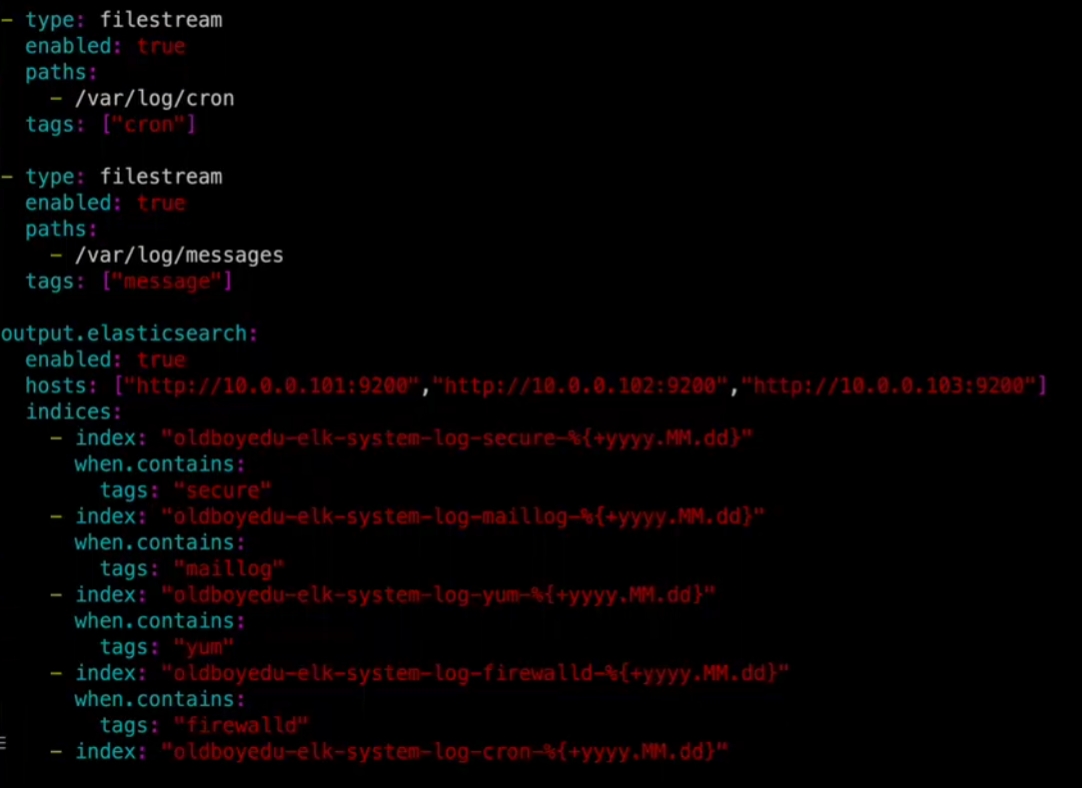 - type: filestream
  enabled: true
  paths:
    - /var/log/cron
  tags: ["cron"]

- type: filestream
  enabled: true
  paths:
    - /var/log/messages
  tags: ["message"]

output.elasticsearch:
  enabled: true
  hosts: ["http://10.0.0.101:9200","http://10.0.0.102:9200","http://10.0.0.103:9200"]
  indices:
    - index: "oldboyedu-elk-system-log-secure-%{+yyyy.MM.dd}"
      when.contains:
        tags: "secure"
    - index: "oldboyedu-elk-system-log-maillog-%{+yyyy.MM.dd}"
      when.contains:
        tags: "maillog"
    - index: "oldboyedu-elk-system-log-yum-%{+yyyy.MM.dd}"
      when.contains:
        tags: "yum"
    - index: "oldboyedu-elk-system-log-firewalld-%{+yyyy.MM.dd}"
      when.contains:
        tags: "firewalld"
    - index: "oldboyedu-elk-system-log-cron-%{+yyyy.MM.dd}"